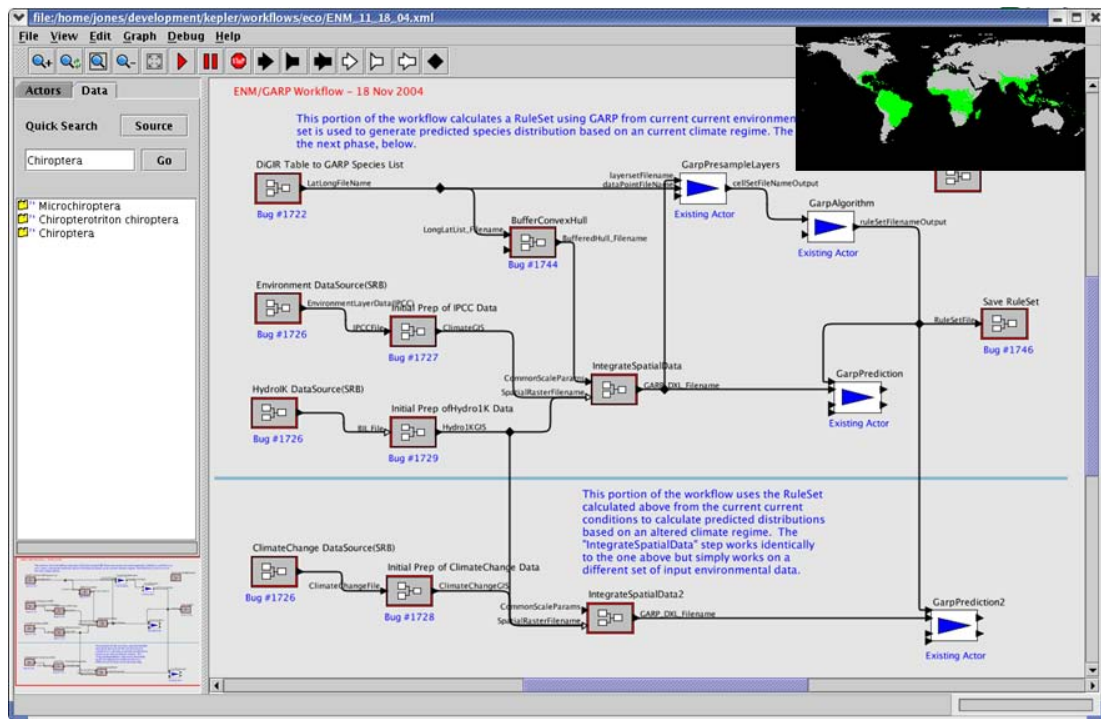 file:/home/jones/development/kepler/workflows/eco/ENM_11_18_04.xml
File View Edit Graph Debug Help
Actors Data
Quick Search Source
Chiroptera Go
Microchiroptera
Chiropterotriton chiroptera
Chiroptera
ENM/GARP Workflow - 18 Nov 2004
This portion of the workflow calculates a RuleSet using GARP from current current environmen
set is used to generate predicted species distribution based on an current climate regime. The
the next phase, below.
DiGIR Table to GARP Species List
LatLongFileName
Bug #1722
GarpPresampleLayers
layersetFilename
dataPointFileName
cellSetFileNameOutput
Existing Actor
GarpAlgorithm
ruleSetFilenameOutput
Existing Actor
BufferConvexHull
LongLatList_Filename
BufferedHull_Filename
Bug #1744
Environment DataSource(SRB)
EnvironmentLayerData(IPCC)
Bug #1726
Initial Prep of IPCC Data
IPCCFile
ClimateGIS
Bug #1727
Save RuleSet
RuleSetFile
Bug #1746
IntegrateSpatialData
CommonScaleParams
SpatialRasterFilename
GARP_DXL_Filename
GarpPrediction
Existing Actor
HydroIK DataSource(SRB)
Bug #1726
Initial Prep ofHydro1K Data
BIL_File
Hydro1KGIS
Bug #1729
This portion of the workflow uses the RuleSet
calculated above from the current current
conditions to calculate predicted distributions
based on an altered climate regime. The
"IntegrateSpatialData" step works identically
to the one above but simply works on a
different set of input environmental data.
ClimateChange DataSource(SRB)
ClimateChangeFile
Bug #1726
Initial Prep of ClimateChange Data
ClimateChangeGIS
Bug #1728
IntegrateSpatialData2
CommonScaleParams
SpatialRasterFilename
GARP_DXL_Filename
GarpPrediction2
Existing Actor